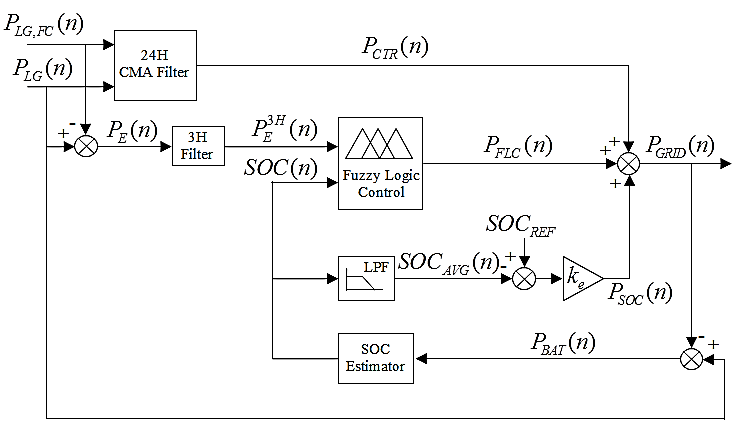 P_{LG,FC}(n)
24H
CMA Filter
P_{CTR}(n)
P_{LG}(n)
-
+
P_E(n)
3H
Filter
P_E^{3H}(n)
SOC(n)
Fuzzy Logic
Control
P_{FLC}(n)
+
+
+
P_{GRID}(n)
LPF
SOC_{AVG}(n)
-
+
SOC_{REF}
k_e
P_{SOC}(n)
SOC
Estimator
P_{BAT}(n)
-
+